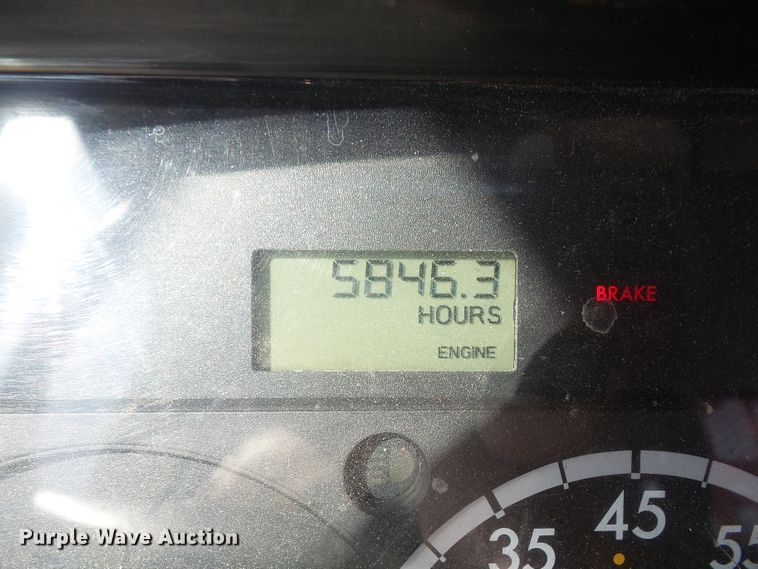 5846.3
HOURS
BRAKE
ENGINE
35 45 55
Purple Wave Auction